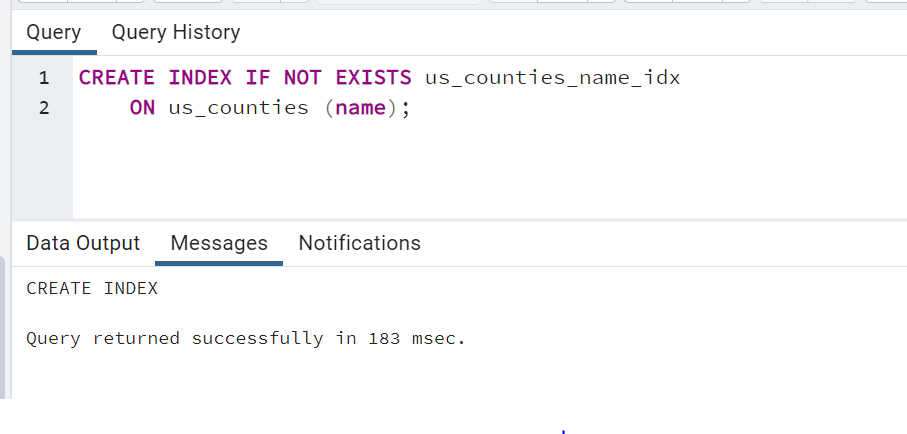 Query Query History
1 CREATE INDEX IF NOT EXISTS us_counties_name_idx
2 ON us_counties (name);
Data Output Messages Notifications
CREATE INDEX
Query returned successfully in 183 msec.